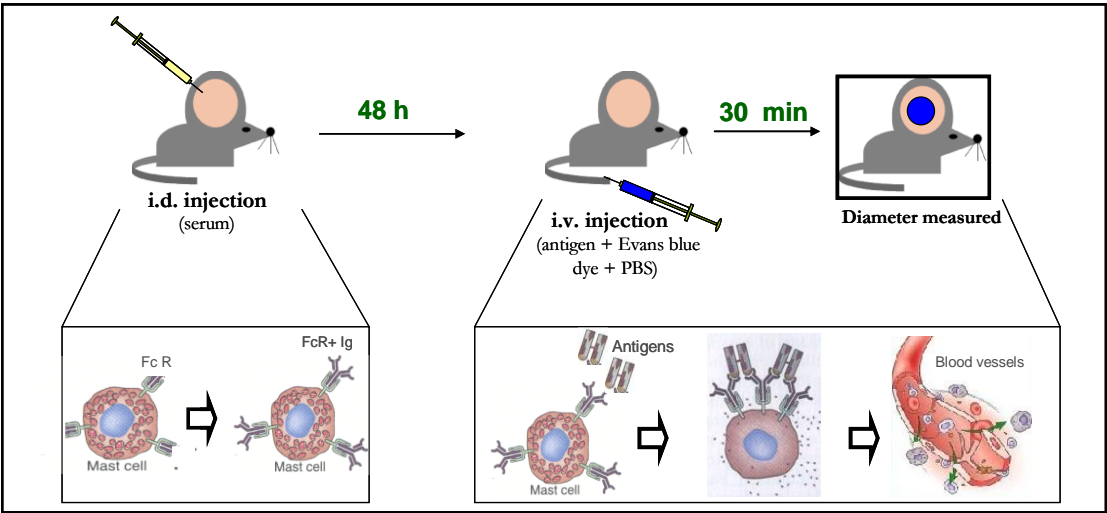 48 h
30 min
i.d. injection
(serum)
i.v. injection
(antigen + Evans blue
dye + PBS)
Diameter measured
Fc R
FcR+ Ig
Mast cell
Mast cell
Antigens
Mast cell
Blood vessels